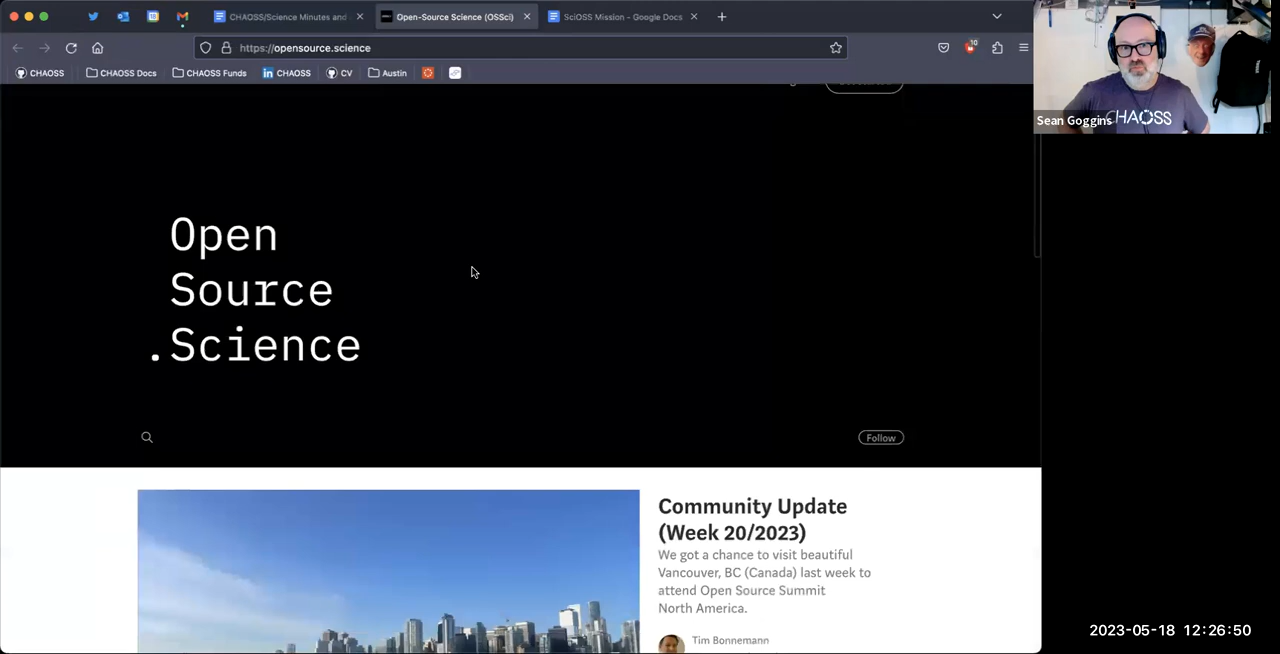 CHAOSS/Science Minutes and
Open-Source Science (OSSci)
SciOSS Mission - Google Docs
https://opensource.science
10
CHAOSS
CHAOSS Docs
CHAOSS Funds
in CHAOSS
CV
Austin
CHAOSS
Sean Goggins
Open
Source
.Science
Follow
Community Update
(Week 20/2023)
We got a chance to visit beautiful
Vancouver, BC (Canada) last week to
attend Open Source Summit
North America.
Tim Bonnemann
2023-05-18 12:26:50